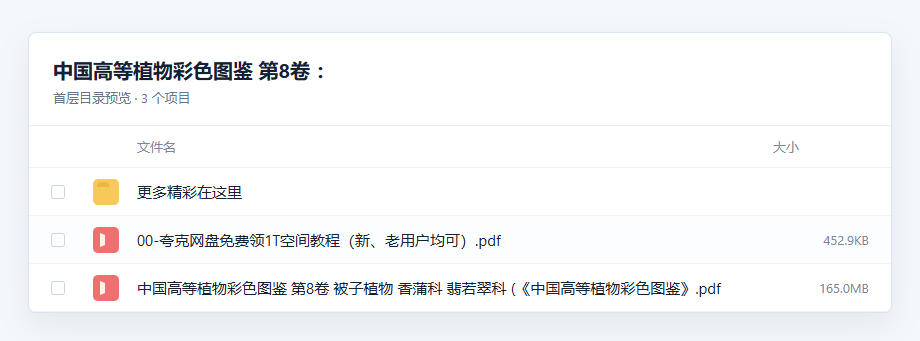 中国高等植物彩色图鉴 第8卷：
首层目录预览 · 3 个项目
文件名 大小
更多精彩在这里
00-夸克网盘免费领1T空间教程（新、老用户均可）.pdf 452.9KB
中国高等植物彩色图鉴 第8卷 被子植物 香蒲科 翡若翠科 (《中国高等植物彩色图鉴》.pdf 165.0MB